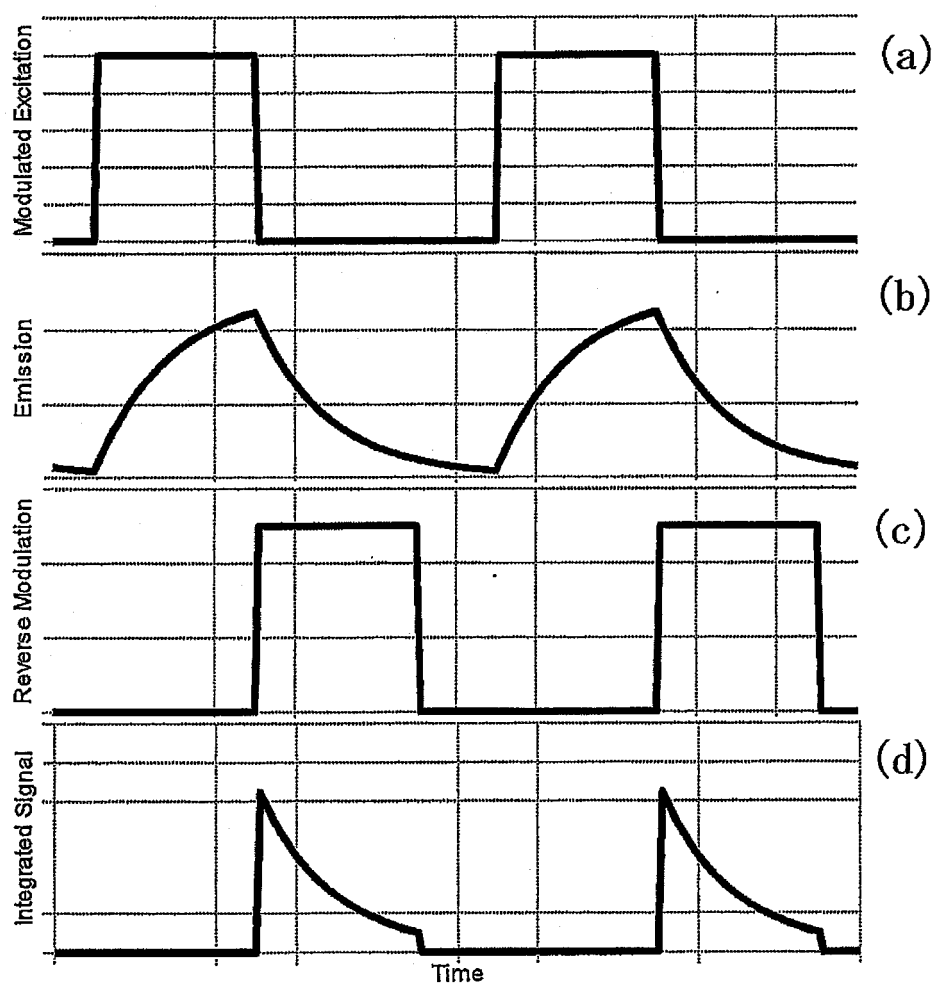 Modulated Excitation
(a)
Emission
(b)
Reverse Modulation
(c)
Integrated Signal
(d)
Time